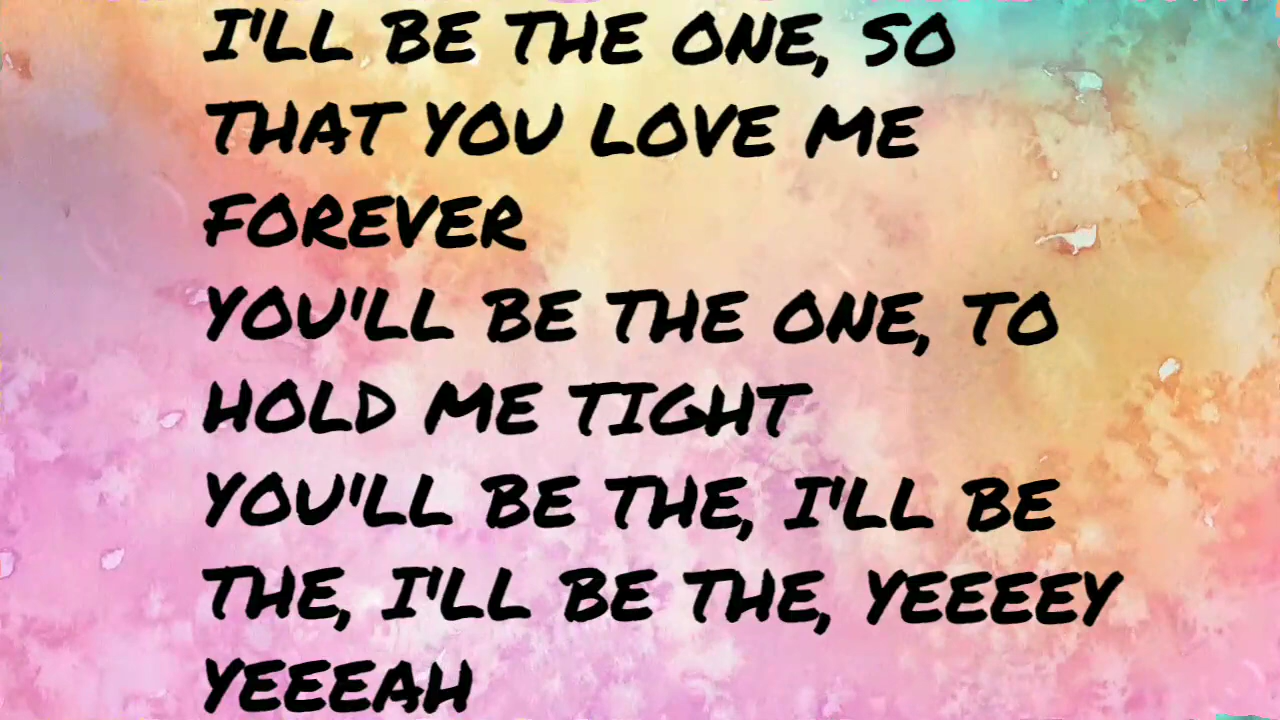 I'LL BE THE ONE, SO
THAT YOU LOVE ME
FOREVER
YOU'LL BE THE ONE, TO
HOLD ME TIGHT
YOU'LL BE THE, I'LL BE
THE, I'LL BE THE, YEEEEY
YEEEAH